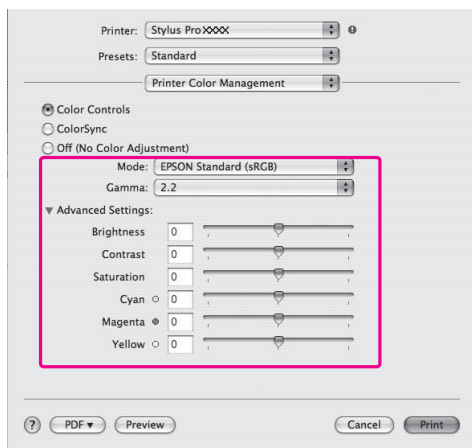 Printer: Stylus Pro XXXX
Presets: Standard
Printer Color Management
Color Controls
ColorSync
Off (No Color Adjustment)
Mode: EPSON Standard (sRGB)
Gamma: 2.2
Advanced Settings:
Brightness 0
Contrast 0
Saturation 0
Cyan 0
Magenta 0
Yellow 0
? PDF Preview Cancel Print